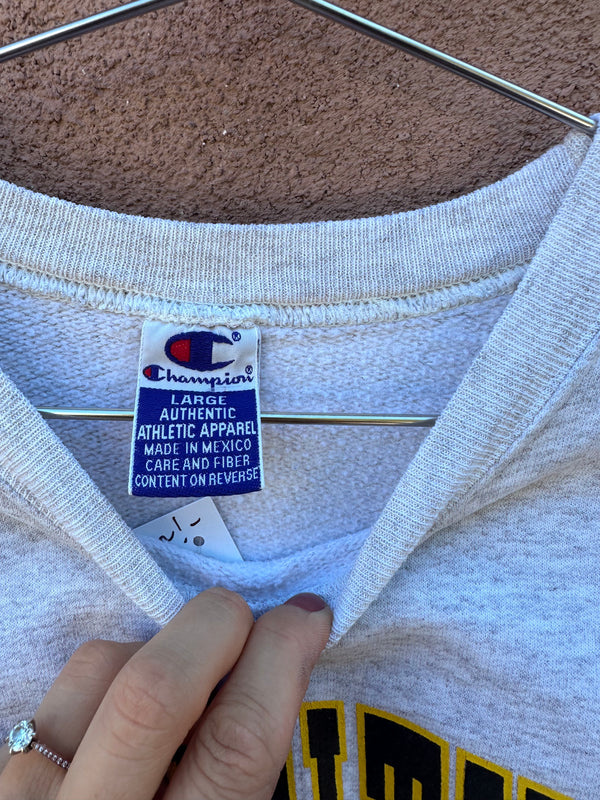 Champion®
LARGE
AUTHENTIC
ATHLETIC APPAREL
MADE IN MEXICO
CARE AND FIBER
CONTENT ON REVERSE